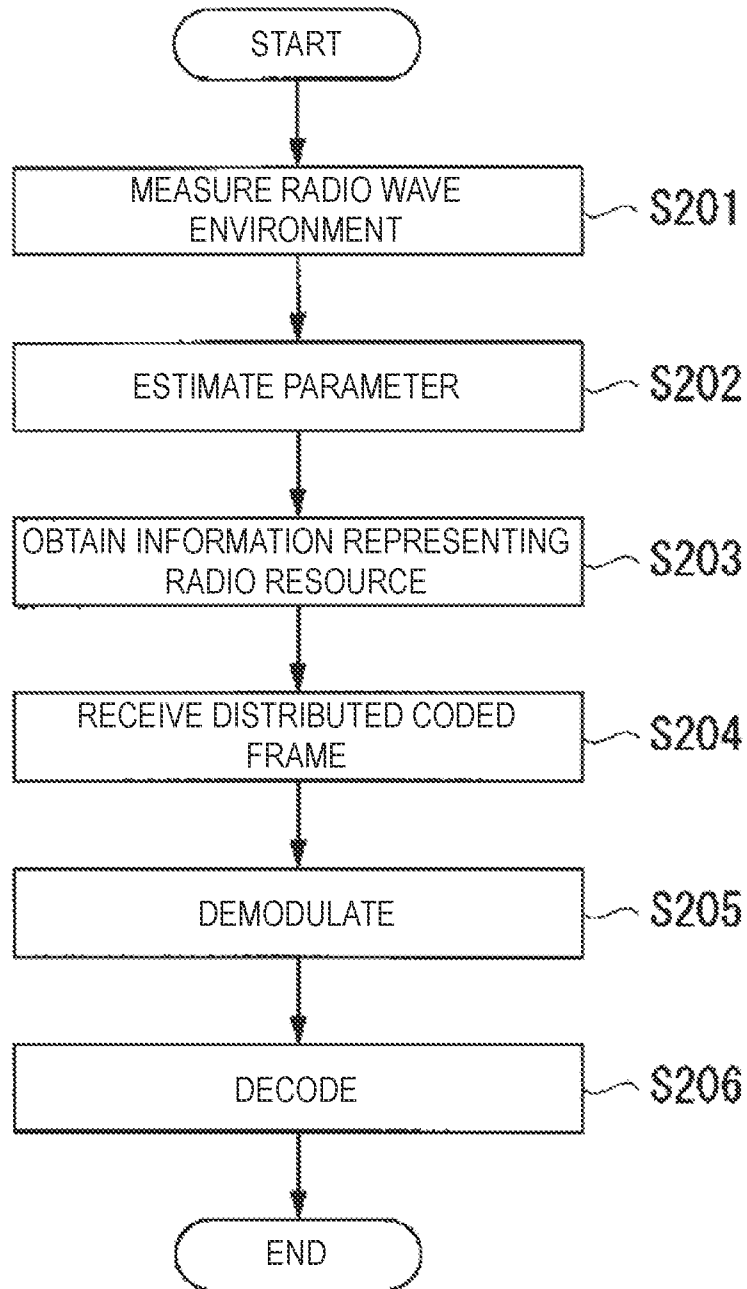 START
MEASURE RADIO WAVE
ENVIRONMENT
S201
ESTIMATE PARAMETER
S202
OBTAIN INFORMATION REPRESENTING
RADIO RESOURCE
S203
RECEIVE DISTRIBUTED CODED
FRAME
S204
DEMODULATE
S205
DECODE
S206
END